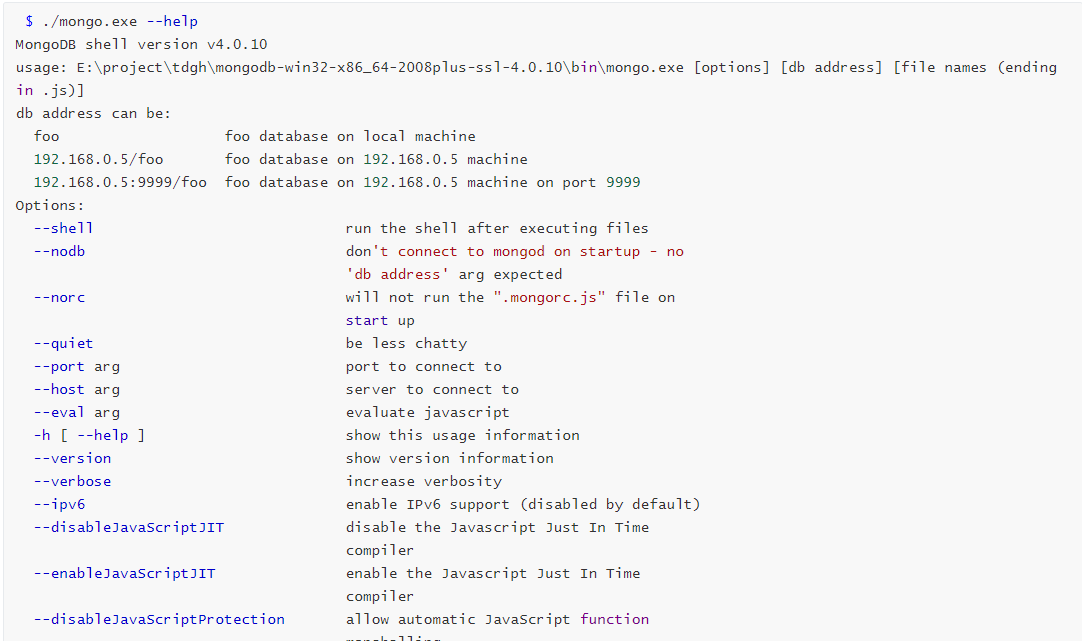 $ ./mongo.exe --help
MongoDB shell version v4.0.10
usage: E:\project\tdgh\mongodb-win32-x86_64-2008plus-ssl-4.0.10\bin\mongo.exe [options] [db address] [file names (ending
in .js)]
db address can be:
foo                   foo database on local machine
192.168.0.5/foo       foo database on 192.168.0.5 machine
192.168.0.5:9999/foo  foo database on 192.168.0.5 machine on port 9999
Options:
--shell                             run the shell after executing files
--nodb                              don't connect to mongod on startup - no
'db address' arg expected
--norc                              will not run the ".mongorc.js" file on
start up
--quiet                             be less chatty
--port arg                          port to connect to
--host arg                          server to connect to
--eval arg                          evaluate javascript
-h [ --help ]                       show this usage information
--version                           show version information
--verbose                           increase verbosity
--ipv6                              enable IPv6 support (disabled by default)
--disableJavaScriptJIT              disable the Javascript Just In Time
compiler
--enableJavaScriptJIT               enable the Javascript Just In Time
compiler
--disableJavaScriptProtection       allow automatic JavaScript function